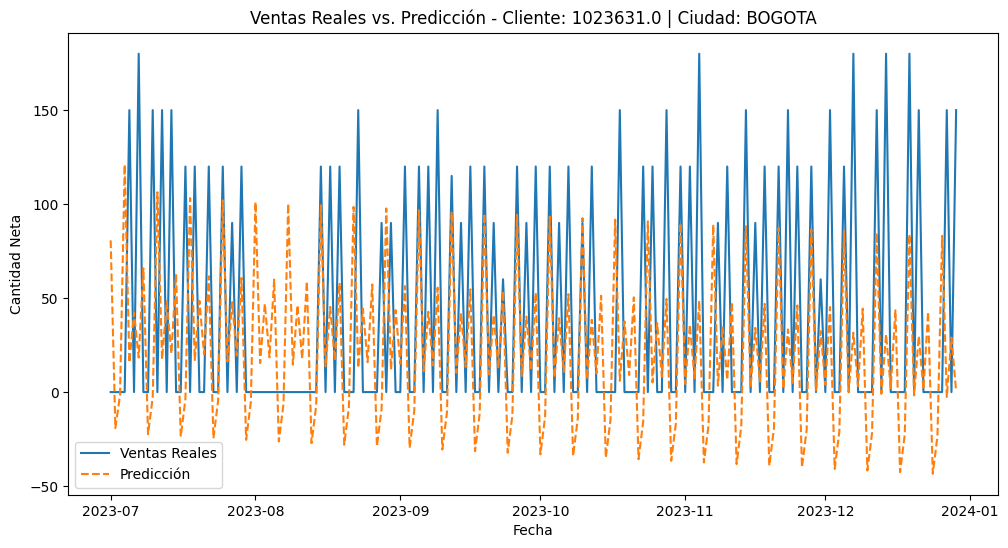 Ventas Reales vs. Predicción - Cliente: 1023631.0 | Ciudad: BOGOTA
Cantidad Neta
150
100
50
0
−50
Ventas Reales
Predicción
2023-07
2023-08
2023-09
2023-10
2023-11
2023-12
2024-01
Fecha